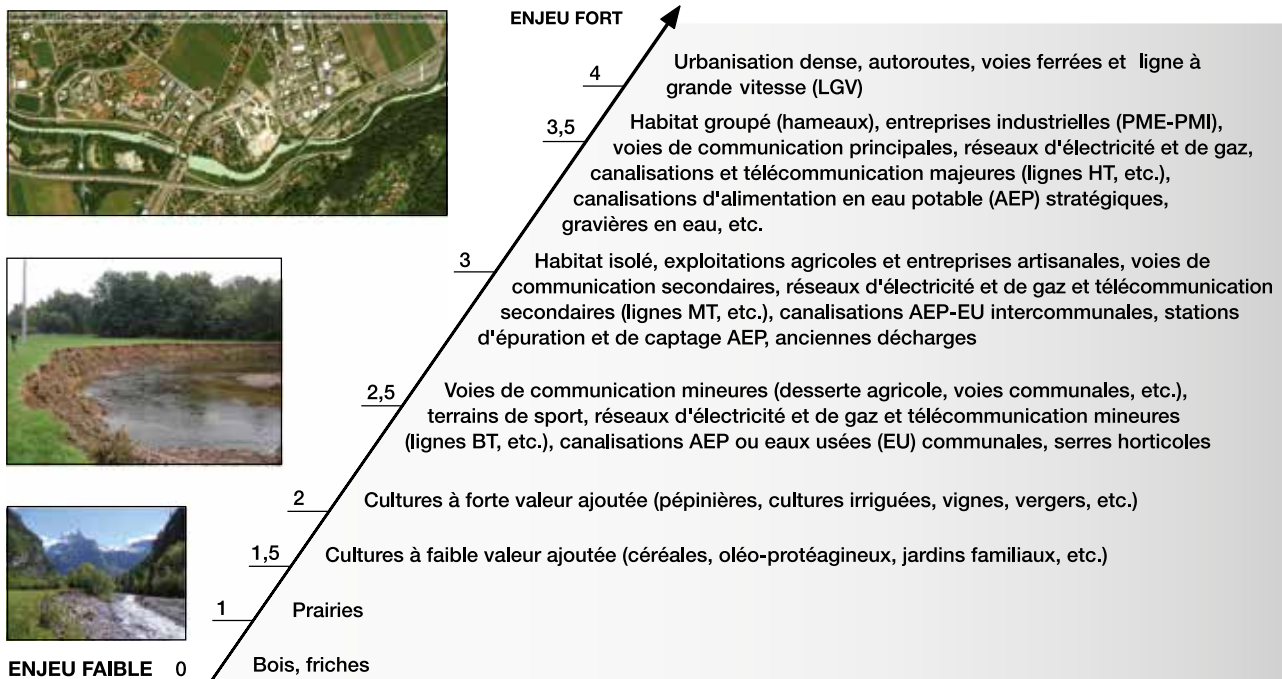 ENJEU FORT
4
Urbanisation dense, autoroutes, voies ferrées et ligne à
grande vitesse (LGV)
3,5
Habitat groupé (hameaux), entreprises industrielles (PME-PMI),
voies de communication principales, réseaux d'électricité et de gaz,
canalisations et télécommunication majeures (lignes HT, etc.),
canalisations d'alimentation en eau potable (AEP) stratégiques,
gravières en eau, etc.
3
Habitat isolé, exploitations agricoles et entreprises artisanales, voies de
communication secondaires, réseaux d'électricité et de gaz et télécommunication
secondaires (lignes MT, etc.), canalisations AEP-EU intercommunales, stations
d'épuration et de captage AEP, anciennes décharges
2,5
Voies de communication mineures (desserte agricole, voies communales, etc.),
terrains de sport, réseaux d'électricité et de gaz et télécommunication mineures
(lignes BT, etc.), canalisations AEP ou eaux usées (EU) communales, serres horticoles
2
Cultures à forte valeur ajoutée (pépinières, cultures irriguées, vignes, vergers, etc.)
1,5
Cultures à faible valeur ajoutée (céréales, oléo-protéagineux, jardins familiaux, etc.)
1
Prairies
ENJEU FAIBLE 0
Bois, friches